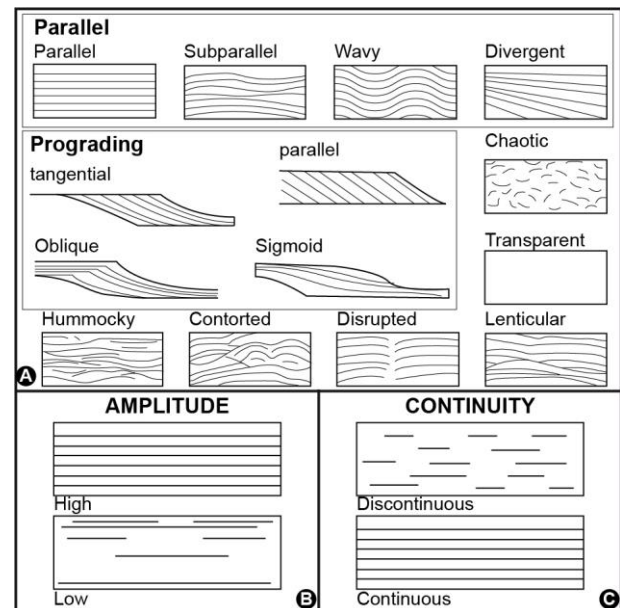 Parallel
Parallel Subparallel Wavy Divergent
Prograding
tangential
parallel
Chaotic
Oblique
Sigmoid
Transparent
Hummocky Contorted Disrupted Lenticular
A
AMPLITUDE
High
Low
B
CONTINUITY
Discontinuous
Continuous
C